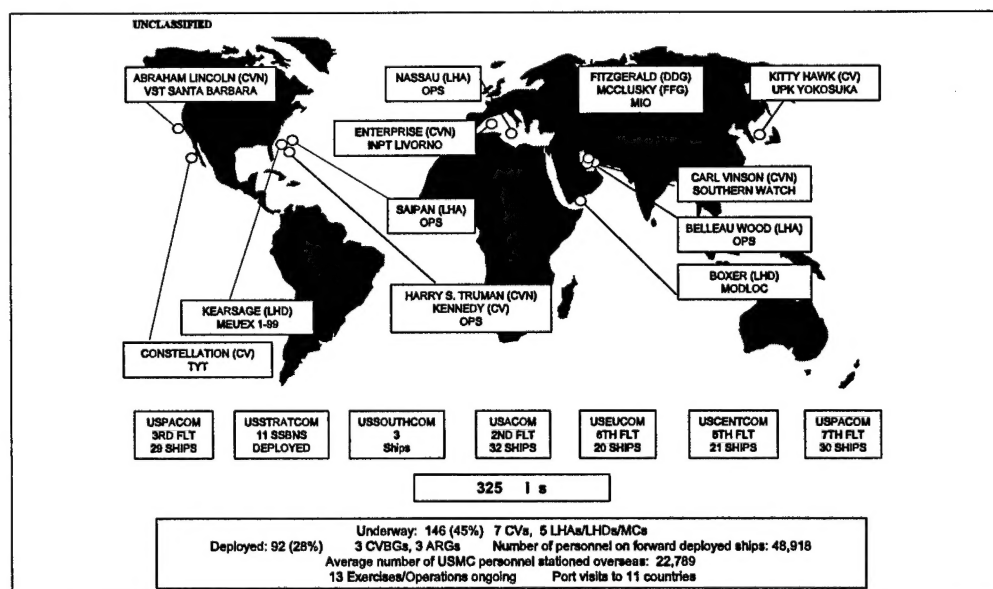 UNCLASSIFIED
ABRAHAM LINCOLN (CVN)
VST SANTA BARBARA
NASSAU (LHA)
OPS
FITZGERALD (DDG)
MCCLUSKY (FFG)
MIO
KITTY HAWK (CV)
UPK YOKOSUKA
ENTERPRISE (CVN)
INPT LIVORNO
CARL VINSON (CVN)
SOUTHERN WATCH
SAIPAN (LHA)
OPS
BELLEAU WOOD (LHA)
OPS
BOXER (LHD)
MODLOC
HARRY S. TRUMAN (CVN)
KENNEDY (CV)
OPS
KEARSAGE (LHD)
MEUEX 1-99
CONSTELLATION (CV)
TYT
USPACOM
3RD FLT
29 SHIPS
USSTRATCOM
11 SSBNS
DEPLOYED
USSOUTHCOM
3
Ships
USACOM
2ND FLT
32 SHIPS
USEUCOM
6TH FLT
20 SHIPS
USCENTCOM
5TH FLT
21 SHIPS
USPACOM
7TH FLT
30 SHIPS
325 i s
Underway: 146 (45%) 7 CVs, 5 LHAs/LHDs/MCs
Deployed: 92 (28%) 3 CVBGs, 3 ARGs Number of personnel on forward deployed ships: 48,918
Average number of USMC personnel stationed overseas: 22,789
13 Exercises/Operations ongoing Port visits to 11 countries